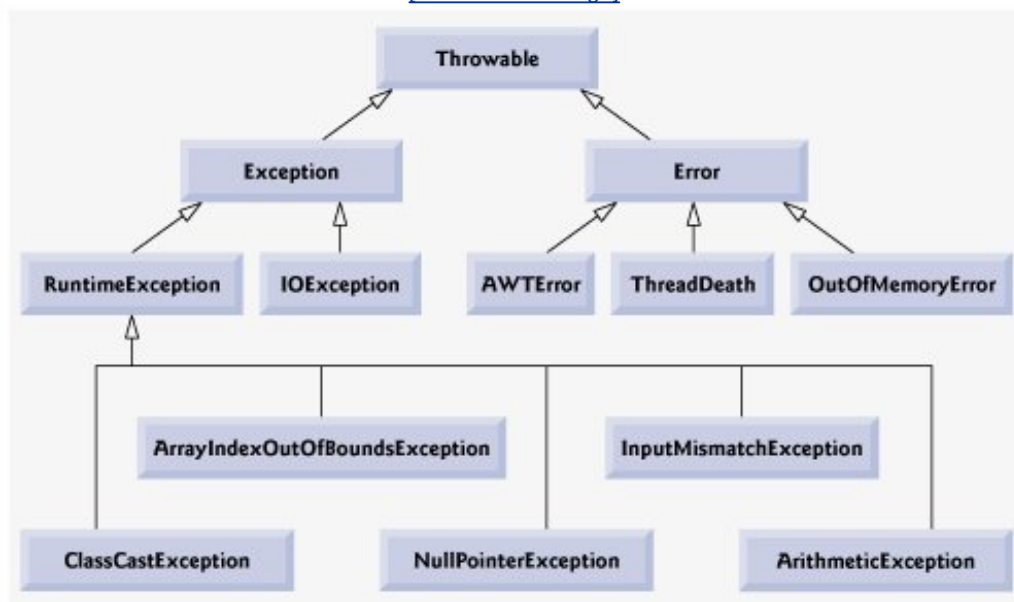 Throwable
Exception
Error
RuntimeException
IOException
AWTError
ThreadDeath
OutOfMemoryError
ArrayIndexOutOfBoundsException
InputMismatchException
ClassCastException
NullPointerException
ArithmeticException